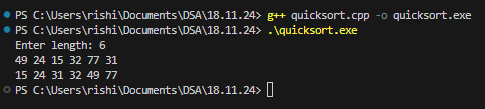 PS C:\Users\rishi\Documents\DSA\18.11.24> g++ quicksort.cpp -o quicksort.exe
PS C:\Users\rishi\Documents\DSA\18.11.24> .\quicksort.exe
Enter length: 6
49 24 15 32 77 31
15 24 31 32 49 77
PS C:\Users\rishi\Documents\DSA\18.11.24>